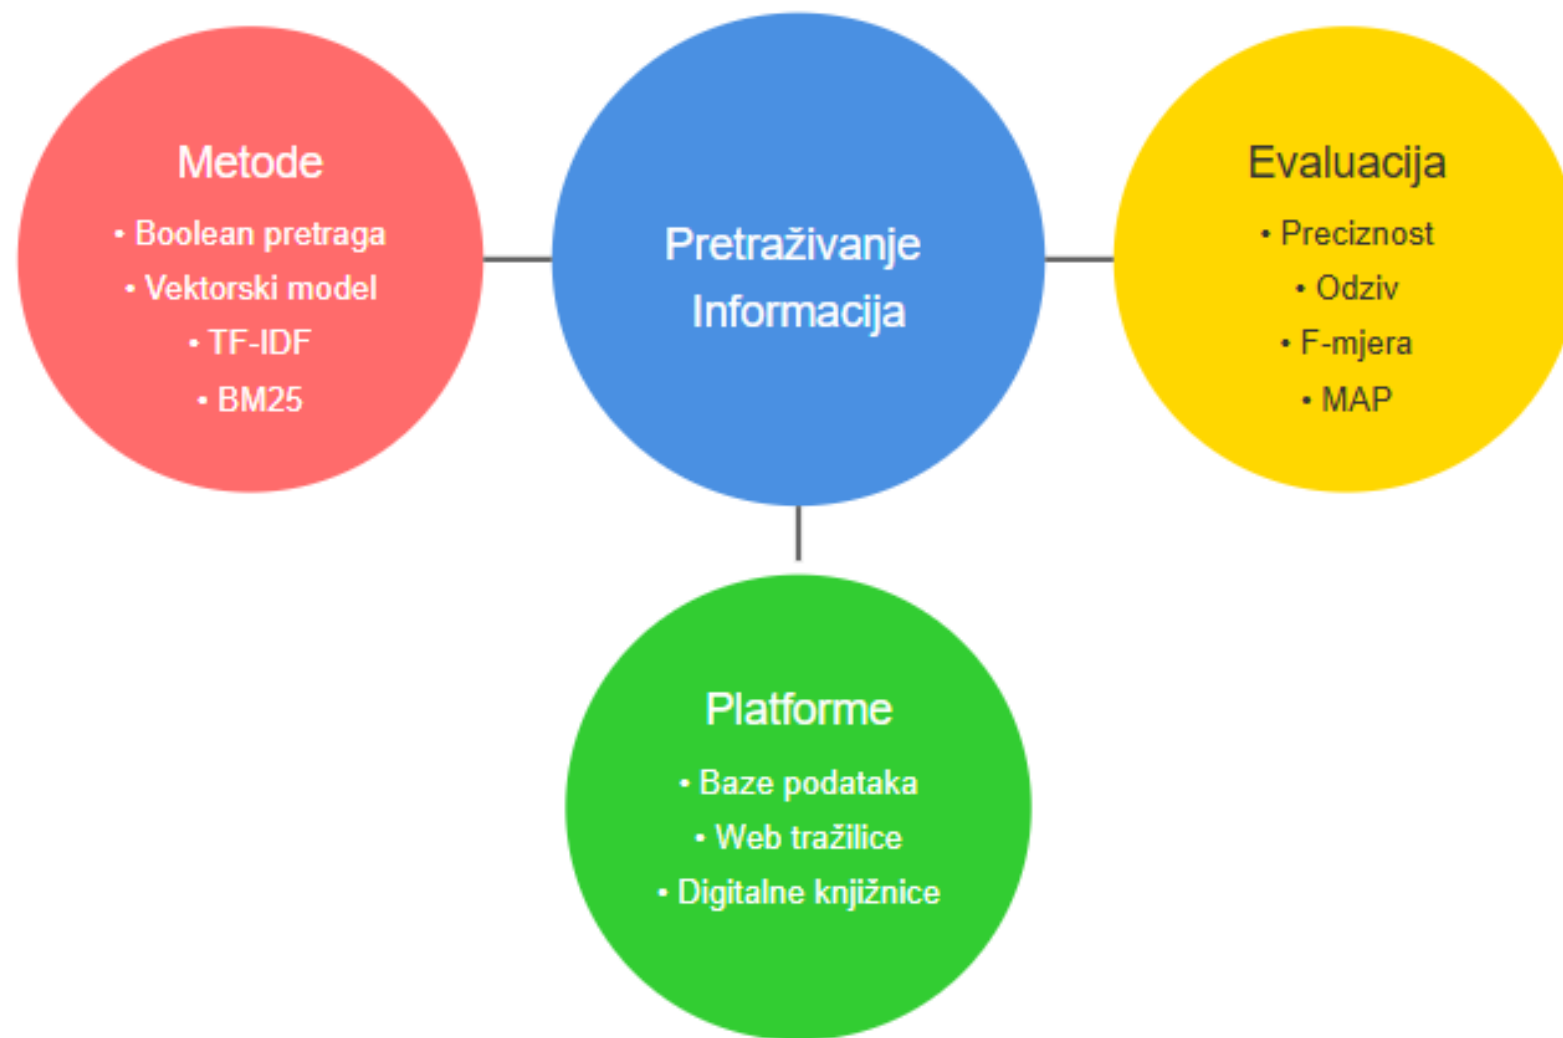 Metode
• Boolean pretraga
• Vektorski model
• TF-IDF
• BM25
Pretraživanje
Informacija
Evaluacija
• Preciznost
• Odziv
• F-mjera
• MAP
Platforme
• Baze podataka
• Web tražilice
• Digitalne knjižnice